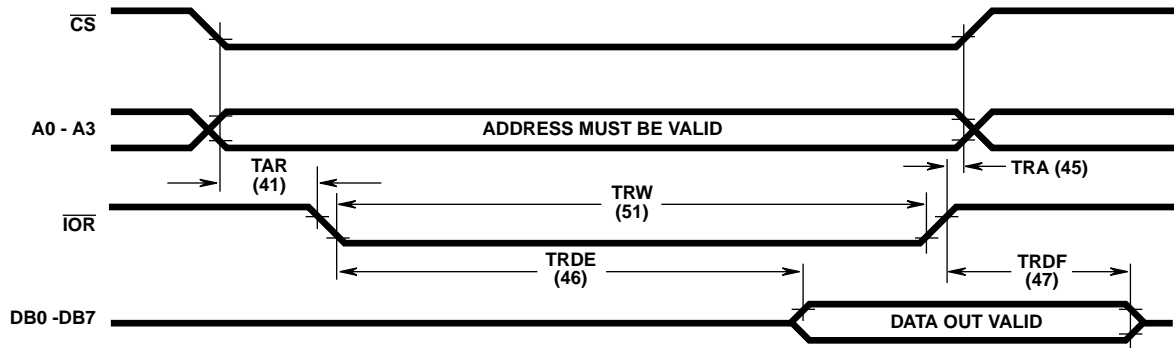 CS
A0 - A3
ADDRESS MUST BE VALID
TAR
(41)
TRA (45)
TRW
(51)
IOR
TRDE
(46)
TRDF
(47)
DB0 -DB7
DATA OUT VALID